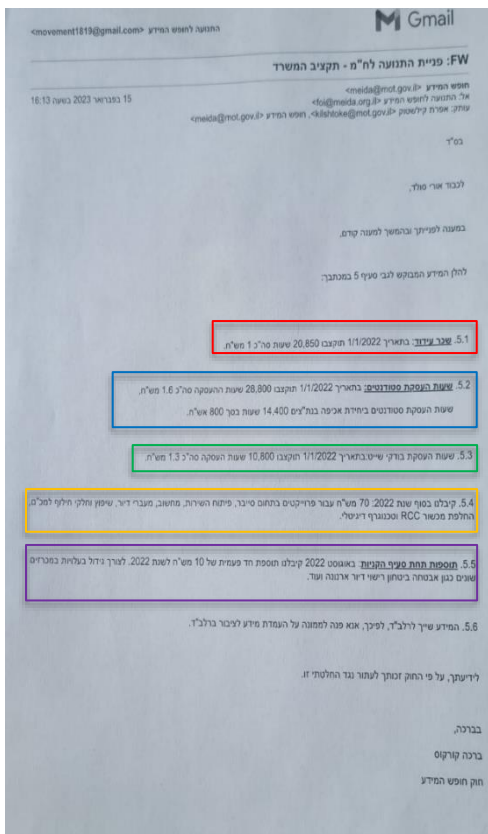 Gmail
התנועה לחופש המידע <movement1819@gmail.com>
FW: פניית התנועה לח"מ - תקציב המשרד
חופש המידע <meida@mot.gov.il>
15 בפברואר 2023 בשעה 16:13
אל: התנועה לחופש המידע <foi@meida.org.il>
עותק: אפרת קילשטוק <kilshtoke@mot.gov.il>, חופש המידע <meida@mot.gov.il>
בס"ד
לכבוד אורי פולד,
במענה לפנייתך ובהמשך למענה קודם,
להלן המידע המבוקש לגבי סעיף 5 במכתבך:
5.1. שכר עידוד: בתאריך 1/1/2022 תוקצבו 20,850 שעות סה"כ 1 מש"ח.
5.2. שעות העסקת סטודנטים: בתאריך 1/1/2022 תוקצבו 28,800 שעות ההעסקה סה"כ 1.6 מש"ח,
שעות העסקת סטודנטים ביחידת אכיפה בנת"צים 14,400 שעות בסך 800 אש"ח.
5.3. שעות העסקת בודקי שייט:בתאריך 1/1/2022 תוקצבו 10,800 שעות העסקה סה"כ 1.3 מש"ח.
5.4. קיבלנו בסוף שנת 2022: 70 מש"ח עבור פרוייקטים בתחום סייבר, פיתוח השירות, מחשוב, מעברי דיור, שיפוץ וחלקי חילוף למכ"ם,
החלפת מכשור RCC וטכנוגרף דיגיטלי.
5.5. תוספות תחת סעיף הקניות: באוגוסט 2022 קיבלנו תוספת חד פעמית של 10 מש"ח לשנת 2022. לצורך גידול בעלויות במכרזים
שונים כגון אבטחה ביטחון רישוי דיור ארנונה ועוד.
5.6. המידע שייך לרלב"ד, לפיכך, אנא פנה לממונה על העמדת מידע לציבור ברלב"ד.
לידיעתך, על פי החוק זכותך לעתור נגד החלטתי זו.
בברכה,
ברכה קורקוס
חוק חופש המידע